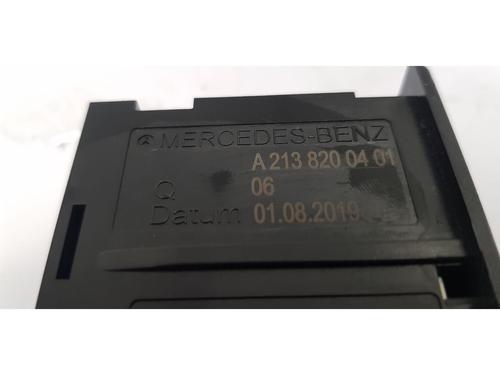 MERCEDES-BENZ
A 213 820 04 01
Q 06
Datum 01.08.2019